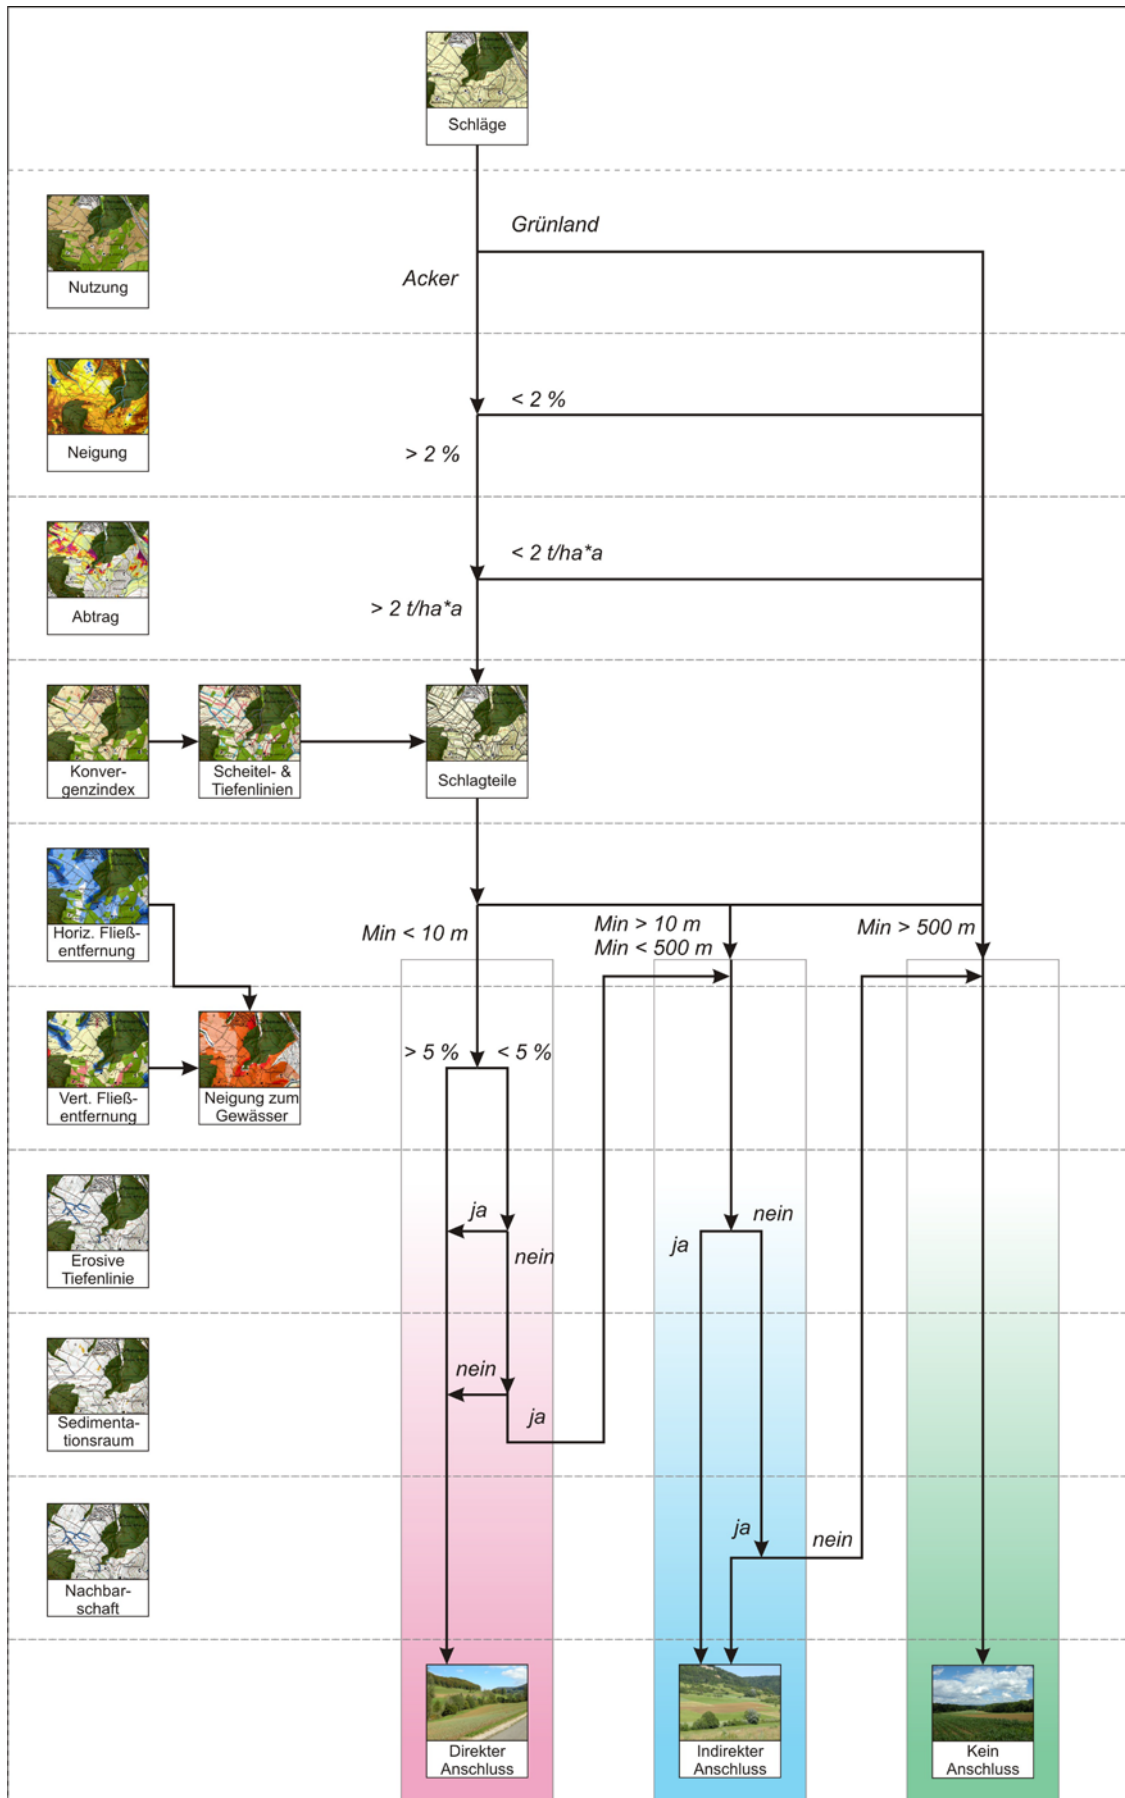 Schläge
Grünland
Acker
Nutzung
< 2 %
> 2 %
Neigung
< 2 t/ha*a
> 2 t/ha*a
Abtrag
Konver-
genzindex
Scheitel- &
Tiefenlinien
Schlagteile
Min < 10 m
Min > 10 m
Min < 500 m
Min > 500 m
Horiz. Fließ-
entfernung
> 5 %
< 5 %
Vert. Fließ-
entfernung
Neigung zum
Gewässer
ja
nein
ja
nein
Erosive
Tiefenlinie
nein
ja
Sedimenta-
tionsraum
ja
nein
Nachbar-
schaft
Direkter
Anschluss
Indirekter
Anschluss
Kein
Anschluss